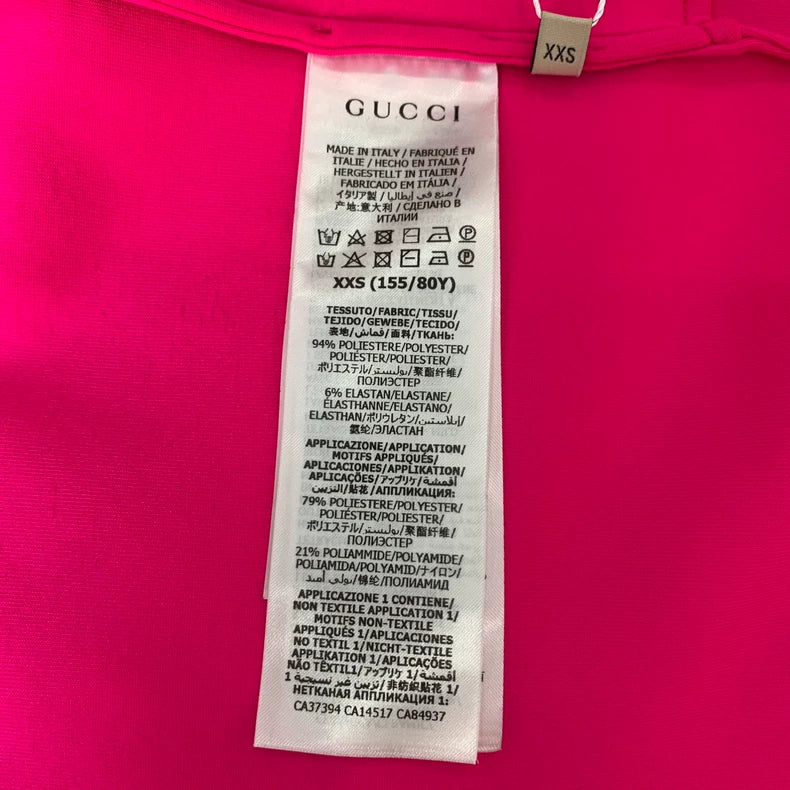 XXS
GUCCI
MADE IN ITALY / FABRIQUÉ EN
ITALIE / HECHO EN ITALIA /
HERGESTELLT IN ITALIEN /
FABRICADO EM ITÁLIA /
イタリア製 / صنع في إيطاليا /
产地:意大利 / СДЕЛАНО В
ИТАЛИИ
XXS (155/80Y)
TESSUTO/FABRIC/TISSU/
TEJIDO/GEWEBE/TECIDO/
表地/قماش/面料/ТКАНЬ:
94% POLIESTERE/POLYESTER/
POLIÉSTER/POLIESTER/
ポリエステル/بوليستر/聚酯纤维/
ПОЛИЭСТЕР
6% ELASTAN/ELASTANE/
ÉLASTHANNE/ELASTANO/
ELASTHAN/ポリウレタン/إيلاستين/
氨纶/ЭЛАСТАН
APPLICAZIONE/APPLICATION/
MOTIFS APPLIQUÉS/
APLICACIONES/APPLIKATION/
APLICAÇÕES/アップリケ/أقمشة
التزيين/贴花/АППЛИКАЦИЯ:
79% POLIESTERE/POLYESTER/
POLIÉSTER/POLIESTER/
ポリエステル/بوليستر/聚酯纤维/
ПОЛИЭСТЕР
21% POLIAMMIDE/POLYAMIDE/
POLIAMIDA/POLYAMID/ナイロン/
بولي أميد/锦纶/ПОЛИАМИД
APPLICAZIONE 1 CONTIENE/
NON TEXTILE APPLICATION 1/
MOTIFS NON-TEXTILE
APPLIQUÉS 1/APLICACIONES
NO TEXTIL 1/NICHT-TEXTILE
APPLIKATION 1/APLICAÇÕES
NÃO TÊXTIL1/アップリケ 1/أقمشة
تزيين غير نسيجية 1/非纺织贴花 1/
НЕТКАНАЯ АППЛИКАЦИЯ 1:
CA37394 CA14517 CA84937